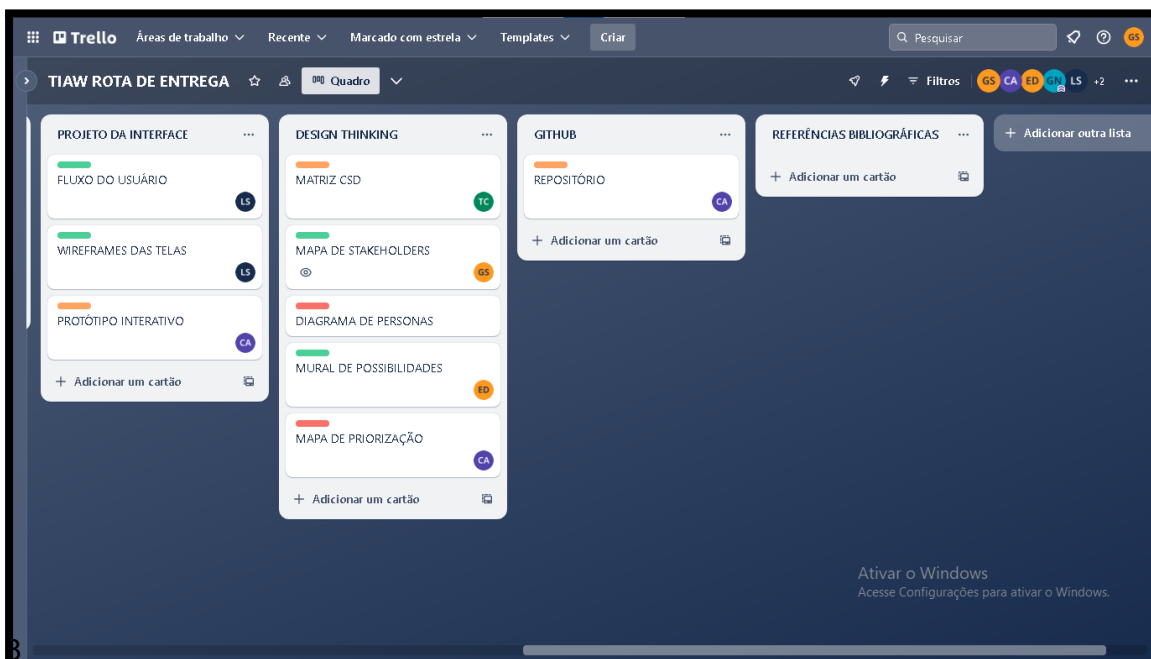 Trello Áreas de trabalho Recente Marcado com estrela Templates Criar Pesquisar GS
TIAW ROTA DE ENTREGA Quadro Filtros GS CA ED GN LS +2
PROJETO DA INTERFACE
FLUXO DO USUÁRIO
LS
WIREFRAMES DAS TELAS
LS
PROTÓTIPO INTERATIVO
CA
+ Adicionar um cartão
DESIGN THINKING
MATRIZ CSD
TC
MAPA DE STAKEHOLDERS
GS
DIAGRAMA DE PERSONAS
MURAL DE POSSIBILIDADES
ED
MAPA DE PRIORIZAÇÃO
CA
+ Adicionar um cartão
GITHUB
REPOSITÓRIO
CA
+ Adicionar um cartão
REFERÊNCIAS BIBLIOGRÁFICAS
+ Adicionar um cartão
+ Adicionar outra lista
Ativar o Windows
Acesse Configurações para ativar o Windows.